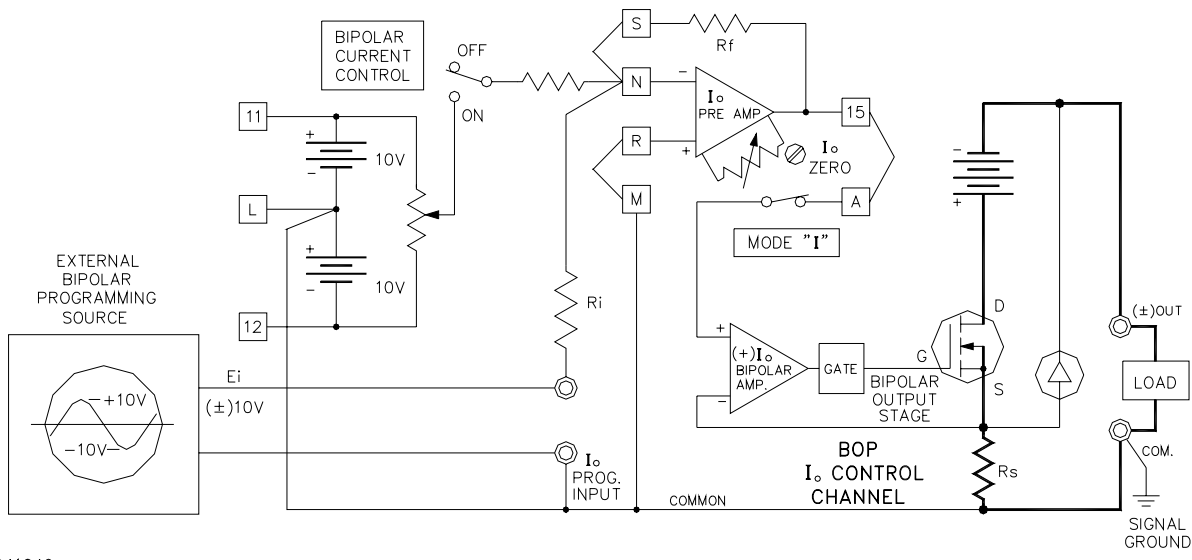 BIPOLAR
CURRENT
CONTROL
OFF
ON
S
Rf
N
−
Io
PRE AMP
+
R
M
15
Io
ZERO
A
MODE "I"
11
+
10V
−
L
+
10V
−
12
−
+
EXTERNAL
BIPOLAR
PROGRAMMING
SOURCE
−+10V
−10V−
Ei
(±)10V
Ri
Io
PROG.
INPUT
+
(+)Io
BIPOLAR
AMP.
−
GATE
G
D
S
BIPOLAR
OUTPUT
STAGE
(±)OUT
LOAD
COM.
BOP
Io CONTROL
CHANNEL
Rs
COMMON
SIGNAL
GROUND